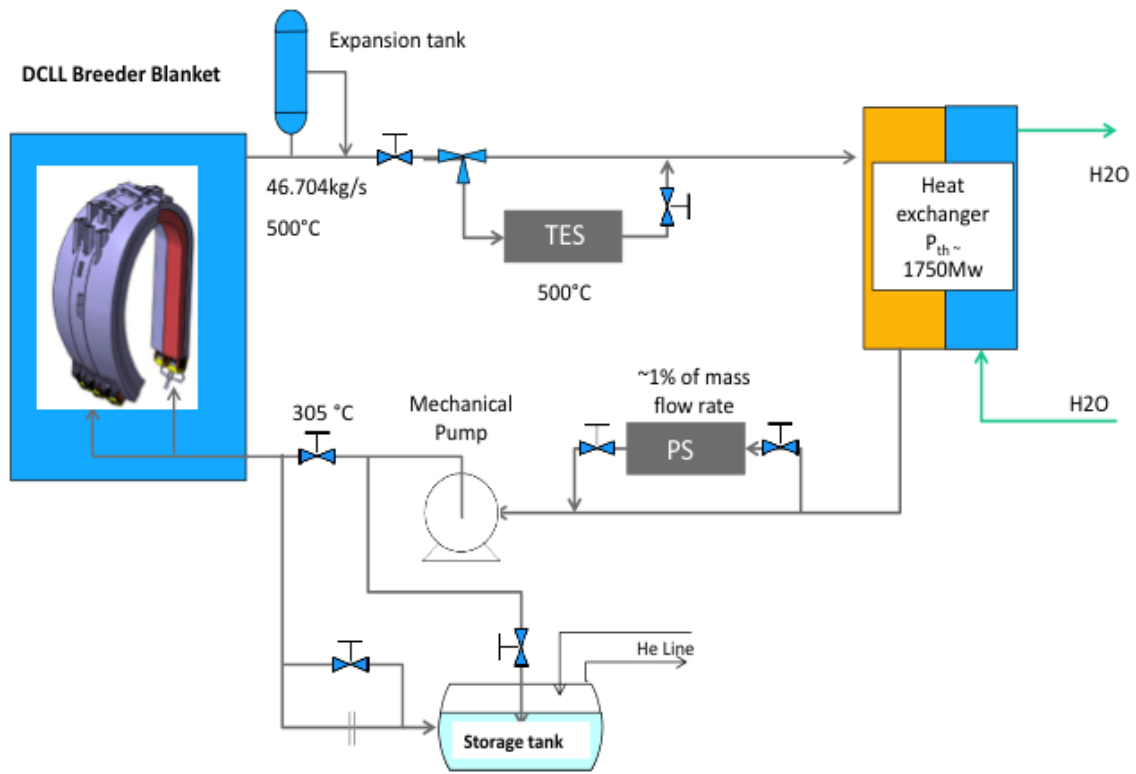 Expansion tank
DCLL Breeder Blanket
46.704kg/s
500°C
TES
500°C
Heat
exchanger
P th ~
1750Mw
H2O
H2O
~1% of mass
flow rate
PS
Mechanical
Pump
305 °C
He Line
Storage tank